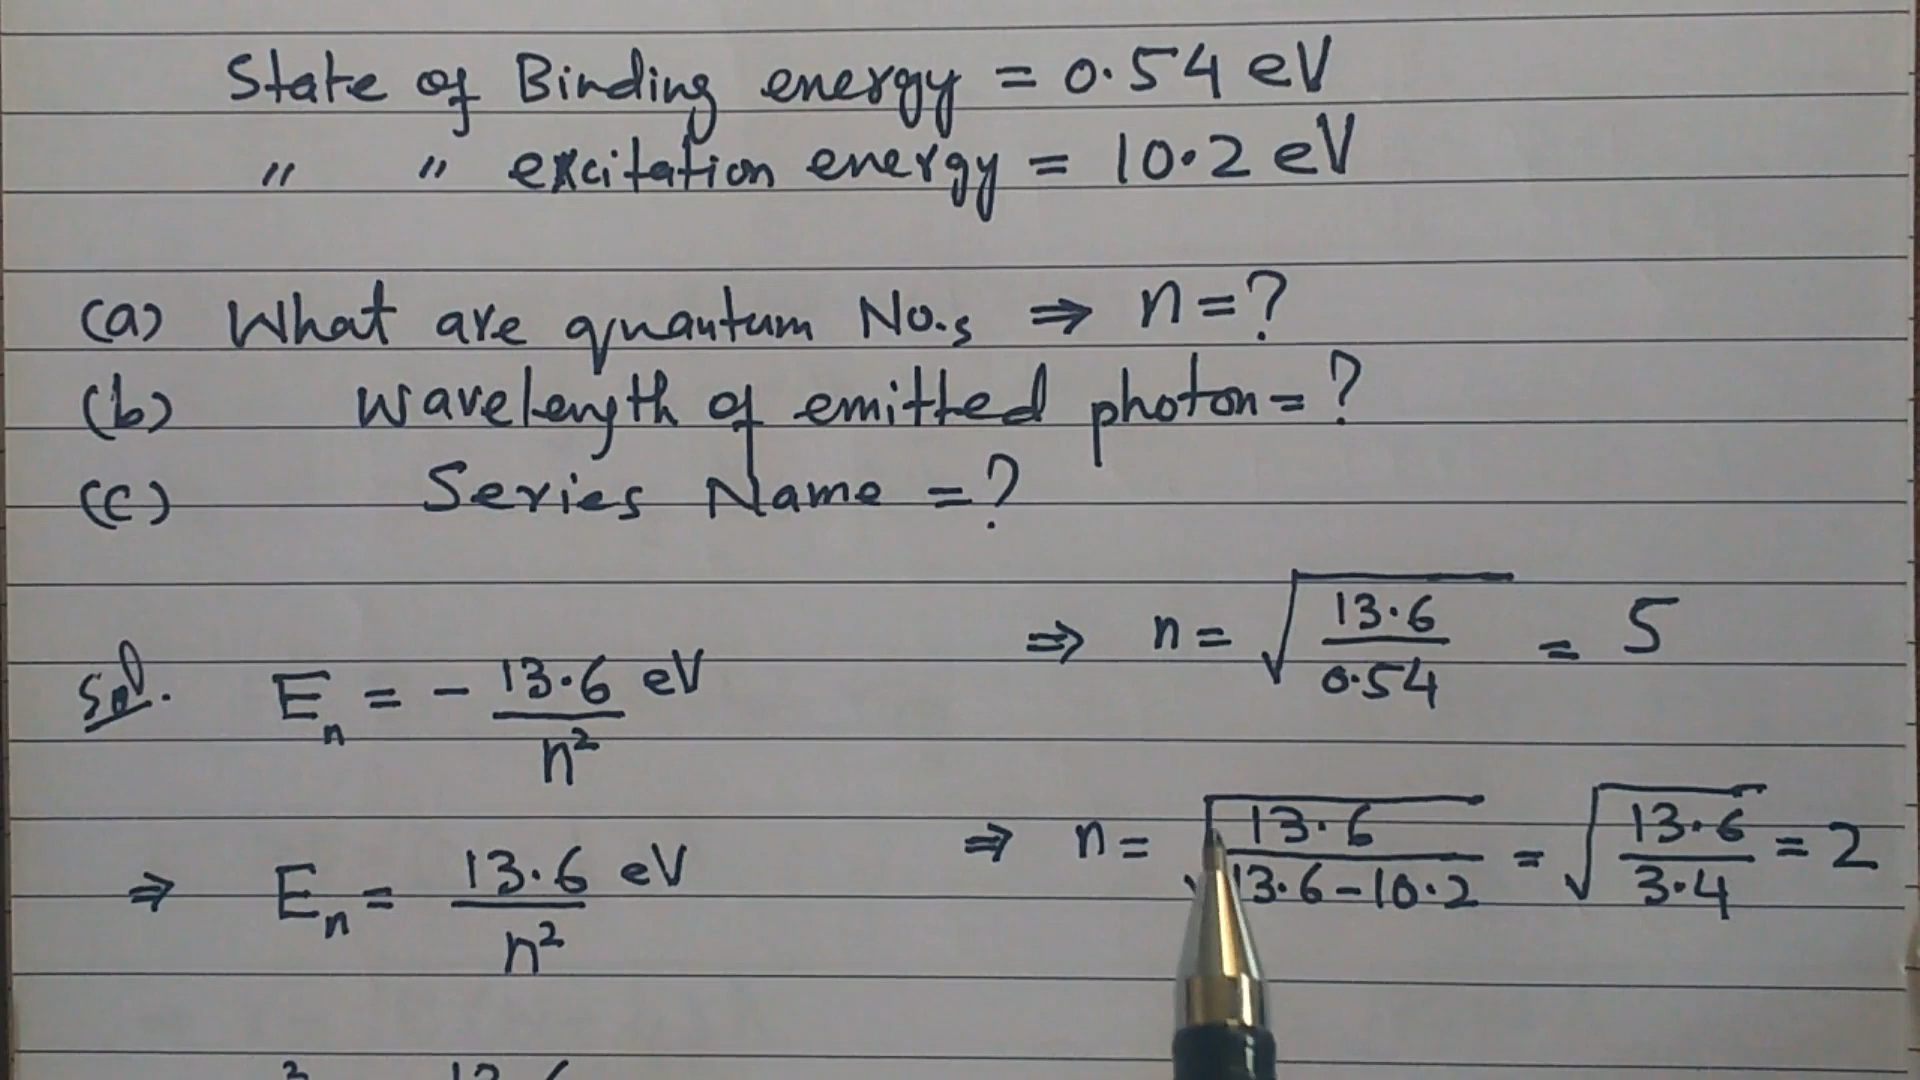 State of Binding energy = 0.54 eV
" " excitation energy = 10.2 eV
(a) What are quantum No.s ⇒ n = ?
(b) wavelength of emitted photon = ?
(c) Series Name = ?
⇒ n = √(13.6 / 0.54) = 5
Sol. Eₙ = - 13.6 eV / n²
⇒ Eₙ = 13.6 eV / n²
⇒ n = √(13.6 / 13.6-10.2) = √(13.6 / 3.4) = 2